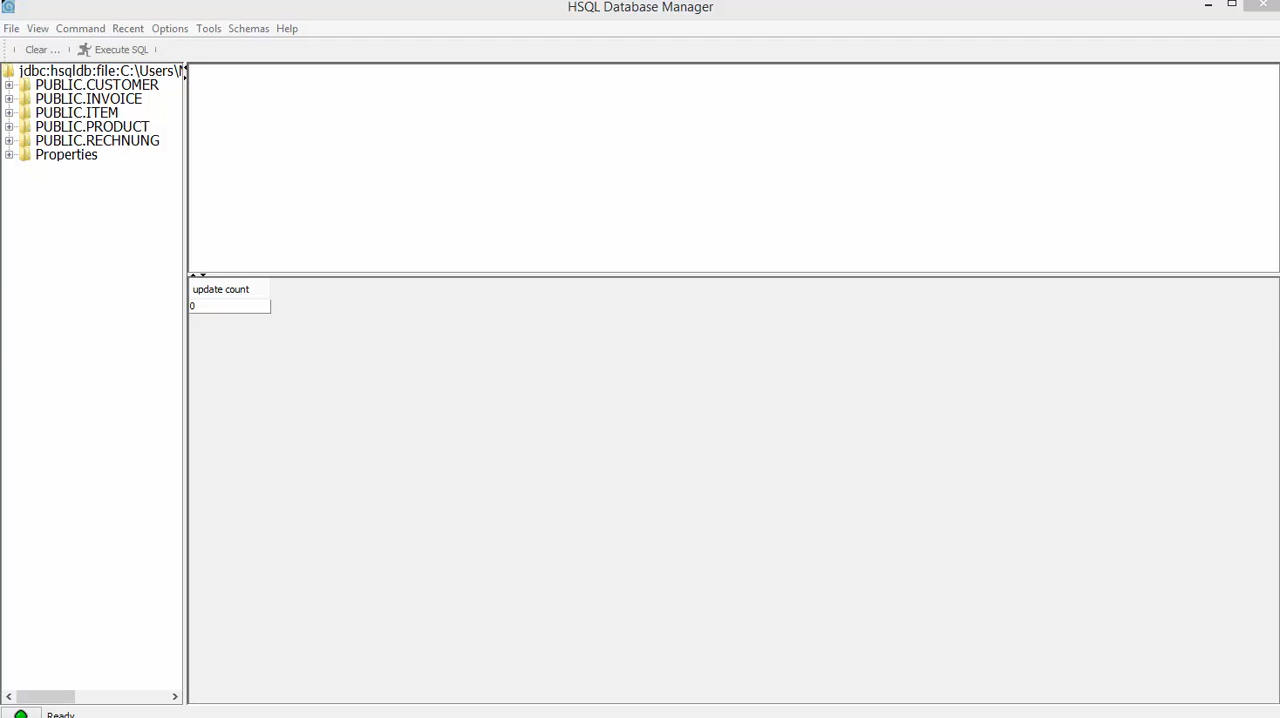 HSQL Database Manager
File View Command Recent Options Tools Schemas Help
Clear ... Execute SQL
jdbc:hsqldb:file:C:\Users\
PUBLIC.CUSTOMER
PUBLIC.INVOICE
PUBLIC.ITEM
PUBLIC.PRODUCT
PUBLIC.RECHNUNG
Properties
update count
0
Ready